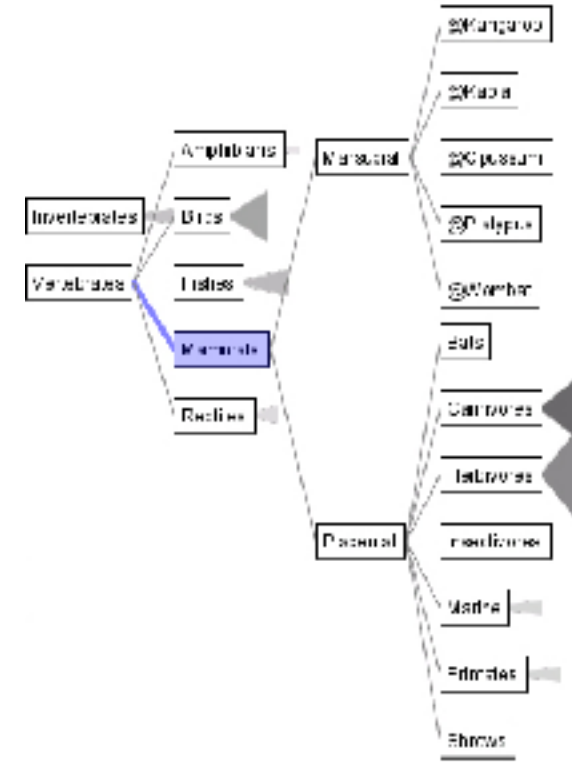 Invertebrates
Vertebrates
Amphibians
Birds
Fishes
Mammals
Reptiles
Marsupial
Placental
@Kangaroo
@Koala
@Opossum
@Platypus
@Wombat
Bats
Carnivores
Herbivores
Insectivores
Marine
Primates
Shrews